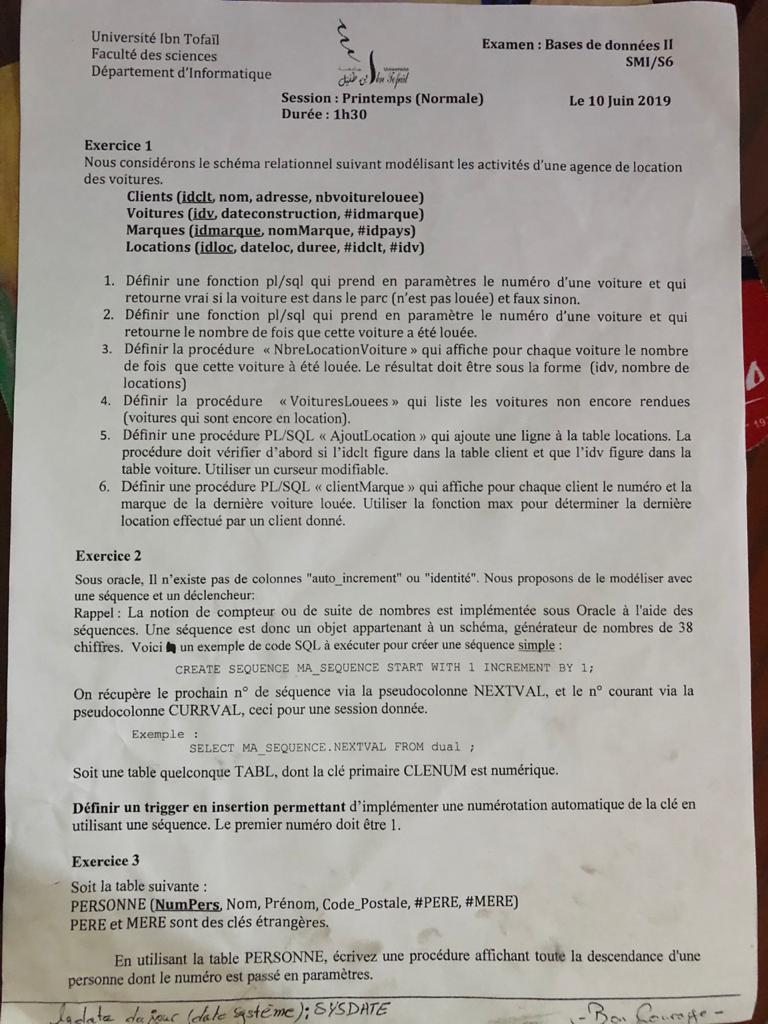 Université Ibn Tofaïl
Faculté des sciences
Département d'Informatique
Examen : Bases de données II
SMI/S6
Session : Printemps (Normale)
Durée : 1h30
Le 10 Juin 2019
Exercice 1
Nous considérons le schéma relationnel suivant modélisant les activités d'une agence de location
des voitures.
Clients (idclt, nom, adresse, nbvoiturelouee)
Voitures (idv, dateconstruction, #idmarque)
Marques (idmarque, nomMarque, #idpays)
Locations (idloc, dateloc, duree, #idclt, #idv)
1. Définir une fonction pl/sql qui prend en paramètres le numéro d'une voiture et qui
retourne vrai si la voiture est dans le parc (n'est pas louée) et faux sinon.
2. Définir une fonction pl/sql qui prend en paramètre le numéro d'une voiture et qui
retourne le nombre de fois que cette voiture a été louée.
3. Définir la procédure « NbreLocationVoiture » qui affiche pour chaque voiture le nombre
de fois que cette voiture à été louée. Le résultat doit être sous la forme (idv, nombre de
locations)
4. Définir la procédure « VoituresLouees » qui liste les voitures non encore rendues
(voitures qui sont encore en location).
5. Définir une procédure PL/SQL « AjoutLocation » qui ajoute une ligne à la table locations. La
procédure doit vérifier d'abord si l'idclt figure dans la table client et que l'idv figure dans la
table voiture. Utiliser un curseur modifiable.
6. Définir une procédure PL/SQL « clientMarque » qui affiche pour chaque client le numéro et la
marque de la dernière voiture louée. Utiliser la fonction max pour déterminer la dernière
location effectué par un client donné.
Exercice 2
Sous oracle, Il n'existe pas de colonnes "auto_increment" ou "identité". Nous proposons de le modéliser avec
une séquence et un déclencheur:
Rappel : La notion de compteur ou de suite de nombres est implémentée sous Oracle à l'aide des
séquences. Une séquence est donc un objet appartenant à un schéma, générateur de nombres de 38
chiffres. Voici un exemple de code SQL à exécuter pour créer une séquence simple :
CREATE SEQUENCE MA_SEQUENCE START WITH 1 INCREMENT BY 1;
On récupère le prochain n° de séquence via la pseudocolonne NEXTVAL, et le n° courant via la
pseudocolonne CURRVAL, ceci pour une session donnée.
Exemple :
SELECT MA_SEQUENCE.NEXTVAL FROM dual ;
Soit une table quelconque TABL, dont la clé primaire CLENUM est numérique.
Définir un trigger en insertion permettant d'implémenter une numérotation automatique de la clé en
utilisant une séquence. Le premier numéro doit être 1.
Exercice 3
Soit la table suivante :
PERSONNE (NumPers, Nom, Prénom, Code_Postale, #PERE, #MERE)
PERE et MERE sont des clés étrangères.
En utilisant la table PERSONNE, écrivez une procédure affichant toute la descendance d'une
personne dont le numéro est passé en paramètres.
la date du jour (date système) : SYSDATE
- Bon Courage -